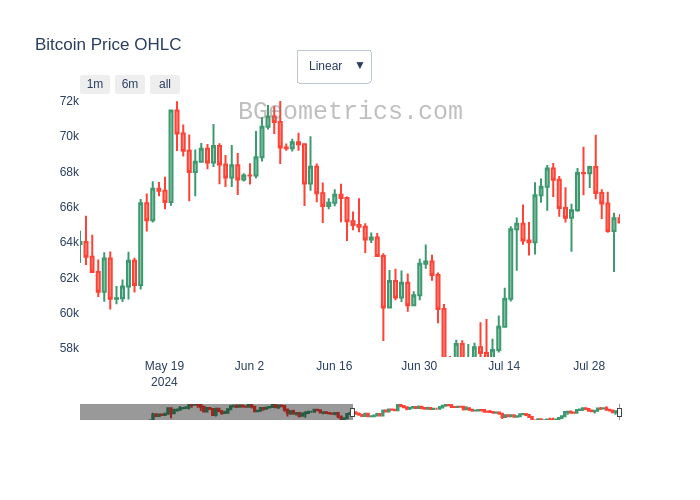 Bitcoin Price OHLC
Linear ▼
1m 6m all
BGeometrics.com
72k
70k
68k
66k
64k
62k
60k
58k
May 19 Jun 2 Jun 16 Jun 30 Jul 14 Jul 28
2024